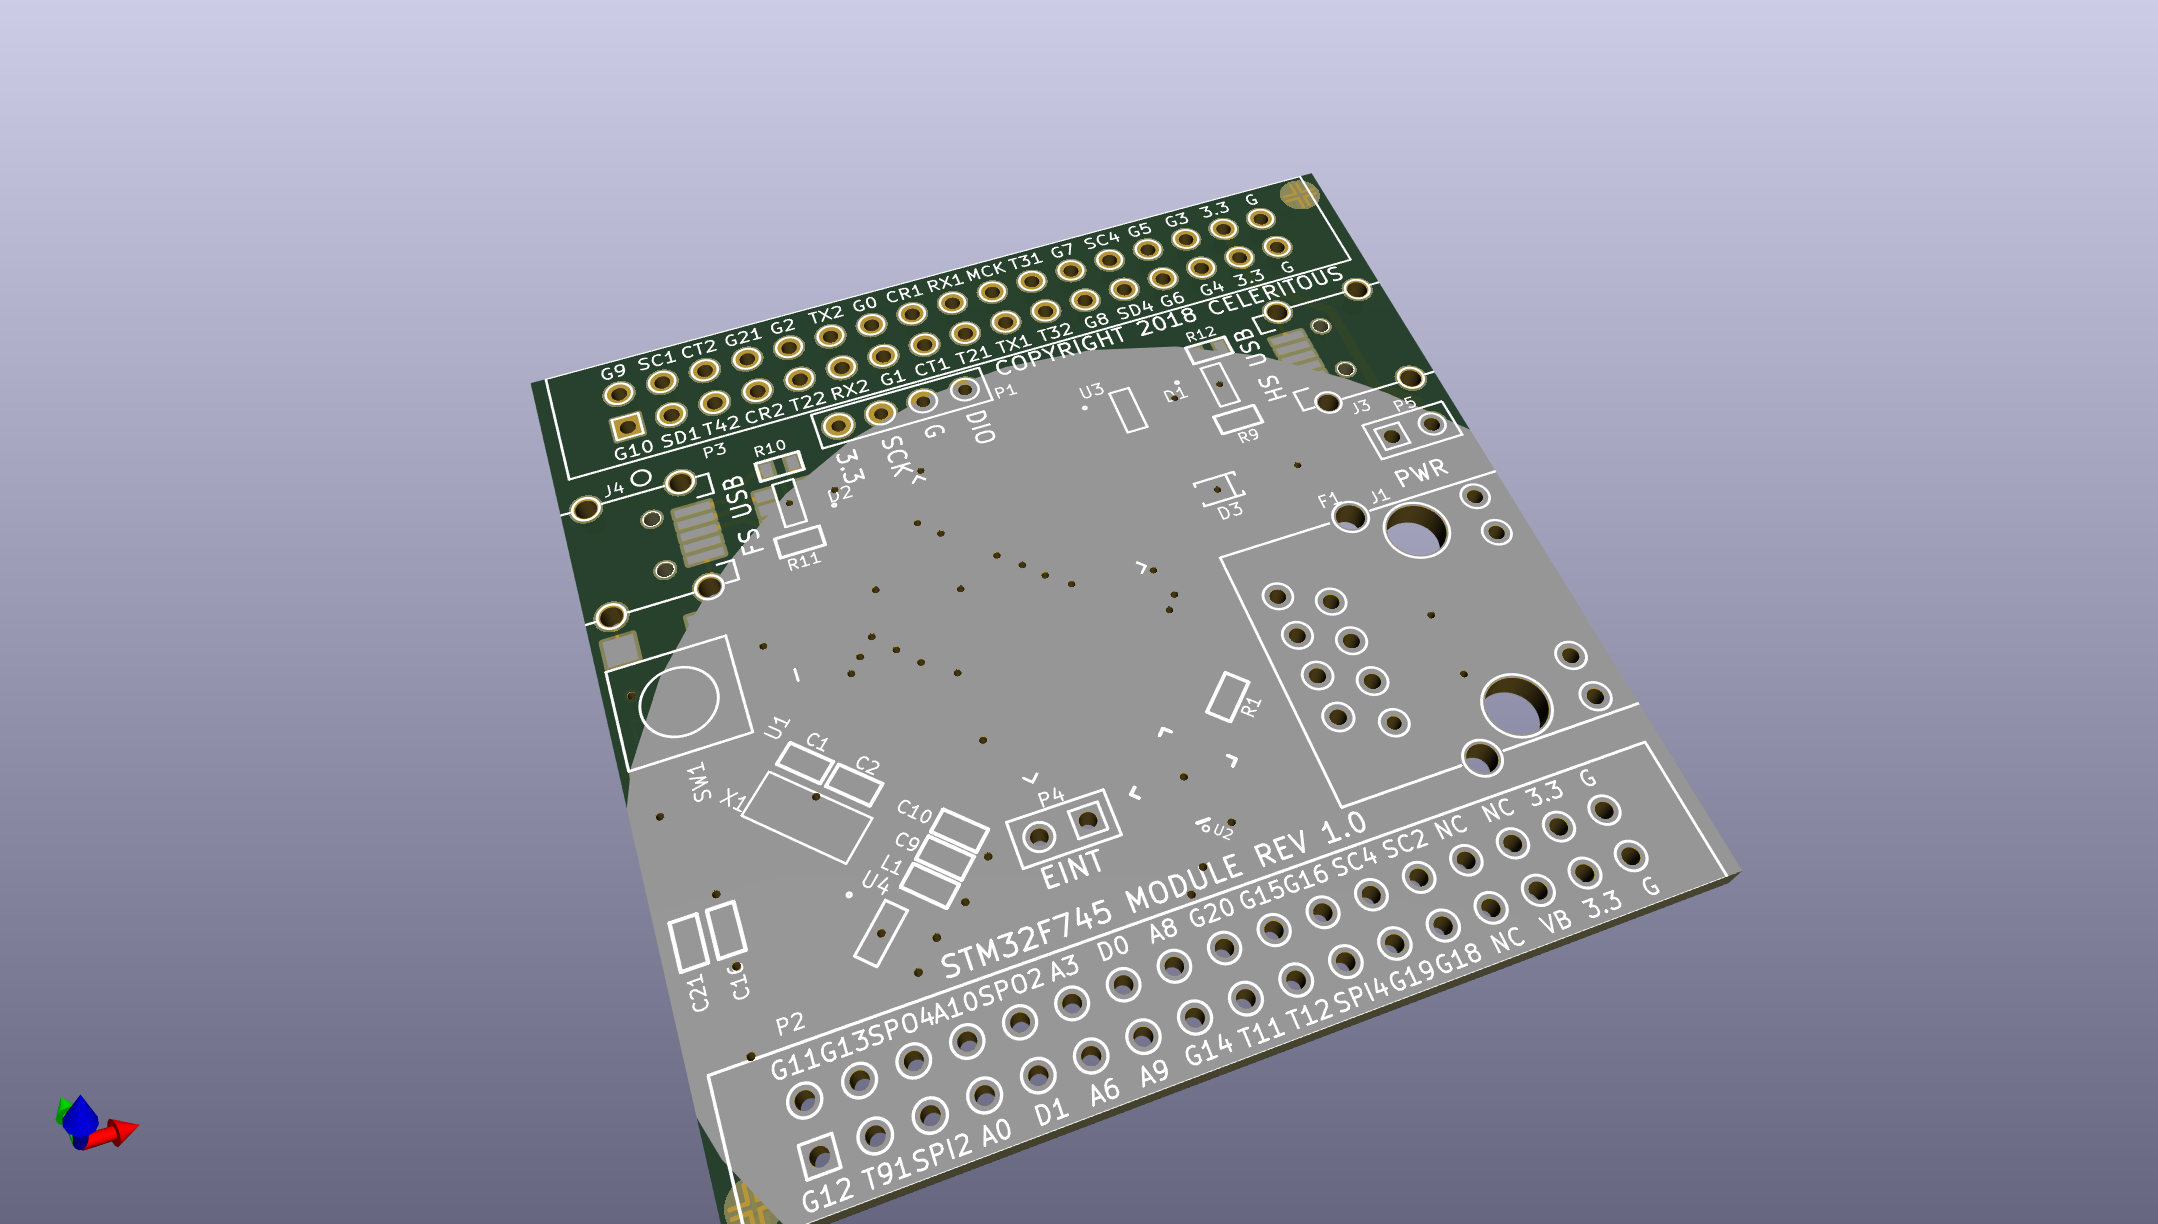 G9 SC1 CT2 G21 G2 TX2 G0 CR1 RX1 MCK T31 G7 SC4 G5 G3 3.3 G
G10 SD1 T42 CR2 T22 RX2 G1 CT1 T21 TX1 T32 G8 SD4 G6 G4 3.3 G
COPYRIGHT 2018 CELERITOUS
P3
P1
3.3 SCK G DIO
J4
FS USB
R10
D2
R11
U3
D1
R12
R9
USB SH
J3
P5
PWR
D3
F1
J1
SW1
U1
C1
C2
X1
C10
C9
L1
U4
P4
EINT
R1
U2
C21
C16
STM32F745 MODULE REV 1.0
P2
G11 G13 SPO4 A10 SPO2 A3 D0 A8 G20 G15 G16 SC4 SC2 NC NC 3.3 G
G12 T91 SPI2 A0 D1 A6 A9 G14 T11 T12 SPI4 G19 G18 NC VB 3.3 G